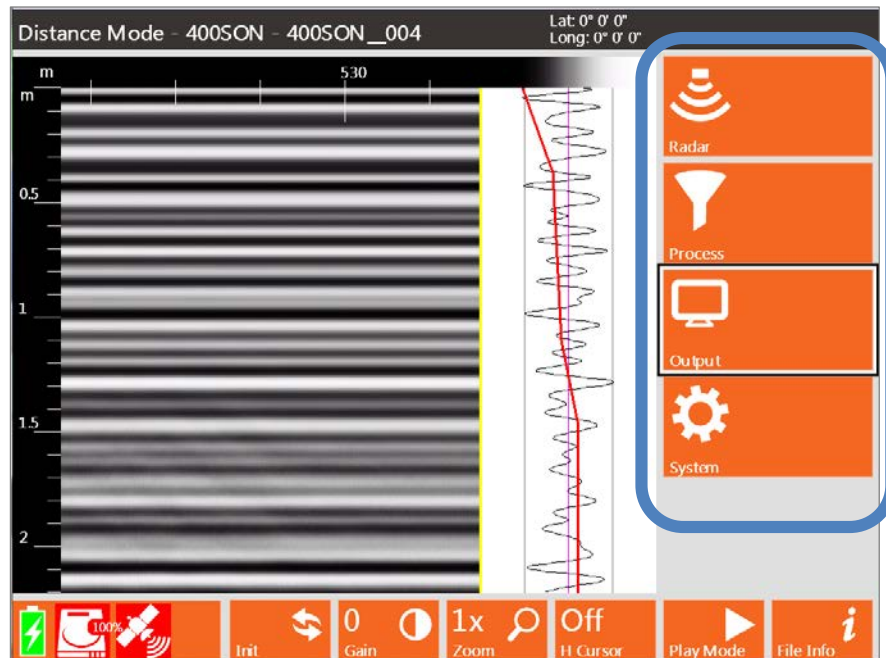 Distance Mode - 400SON - 400SON__004
Lat: 0° 0' 0"
Long: 0° 0' 0"
m
530
m
0.5
1
1.5
2
Radar
Process
Output
System
100%
Init
0
Gain
1x
Zoom
Off
H Cursor
Play Mode
i
File Info